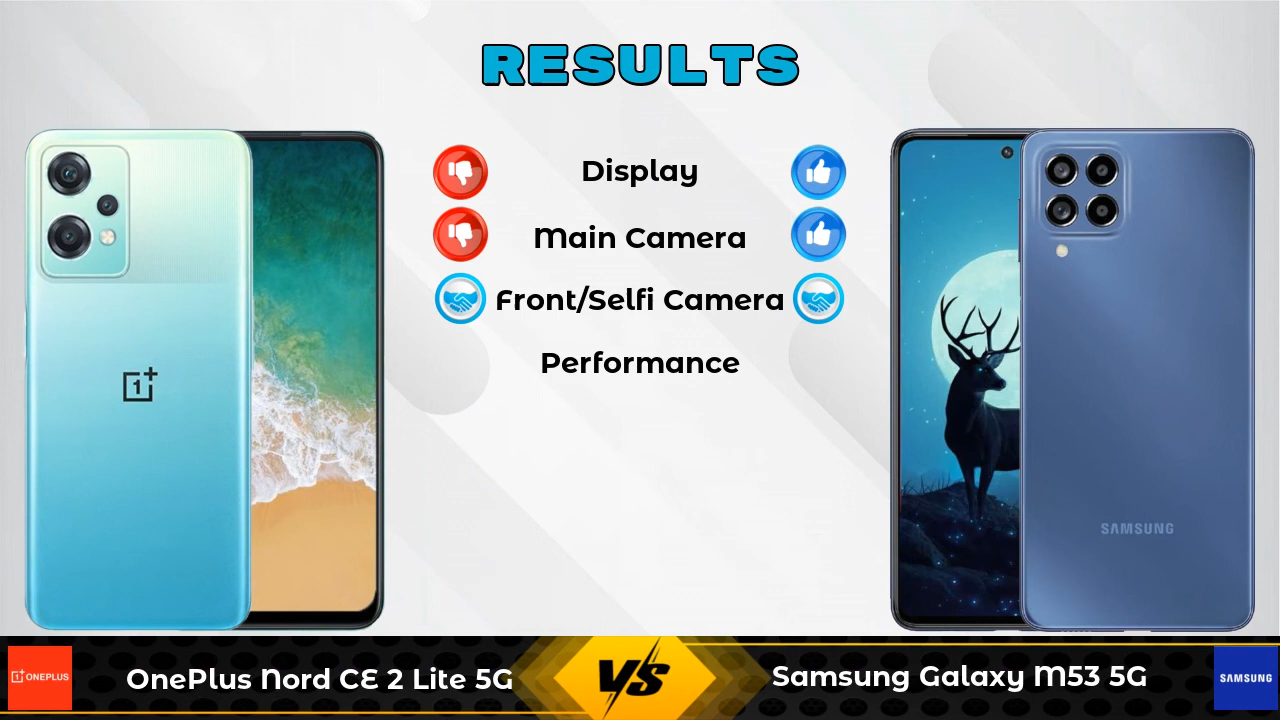 RESULTS
Display
Main Camera
Front/Selfi Camera
Performance
SAMSUNG
1+ ONEPLUS
OnePlus Nord CE 2 Lite 5G
VS
Samsung Galaxy M53 5G
SAMSUNG